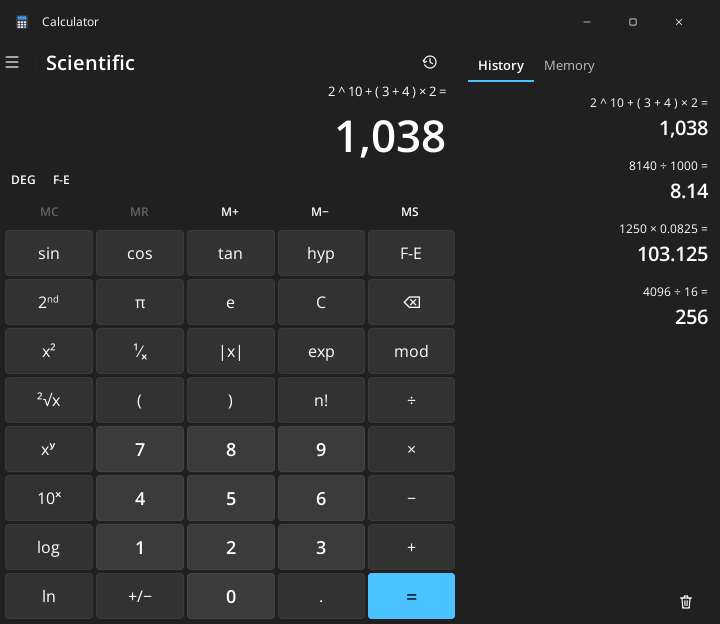 Calculator
Scientific
2 ^ 10 + ( 3 + 4 ) × 2 =
1,038
DEG F-E
MC MR M+ M− MS
sin cos tan hyp F-E
2ⁿᵈ π e C
x² ¹⁄ₓ |x| exp mod
²√x ( ) n! ÷
xʸ 7 8 9 ×
10ˣ 4 5 6 −
log 1 2 3 +
ln +/− 0 . =
History Memory
2 ^ 10 + ( 3 + 4 ) × 2 =
1,038
8140 ÷ 1000 =
8.14
1250 × 0.0825 =
103.125
4096 ÷ 16 =
256